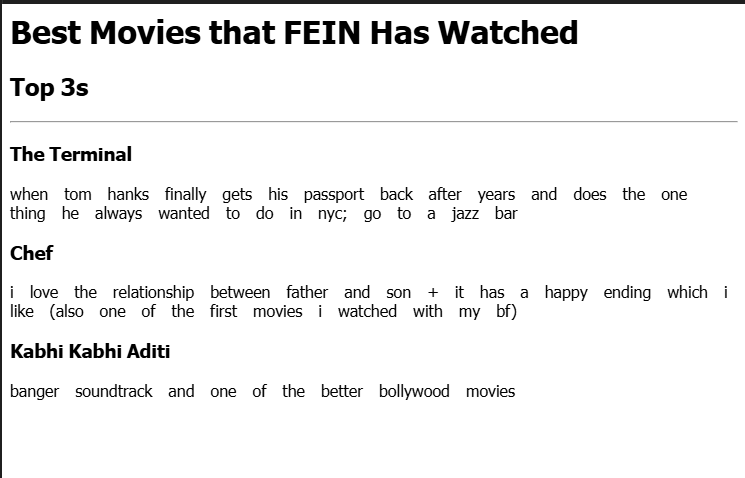 Best Movies that FEIN Has Watched
Top 3s
The Terminal
when tom hanks finally gets his passport back after years and does the one
thing he always wanted to do in nyc; go to a jazz bar
Chef
i love the relationship between father and son + it has a happy ending which i
like (also one of the first movies i watched with my bf)
Kabhi Kabhi Aditi
banger soundtrack and one of the better bollywood movies